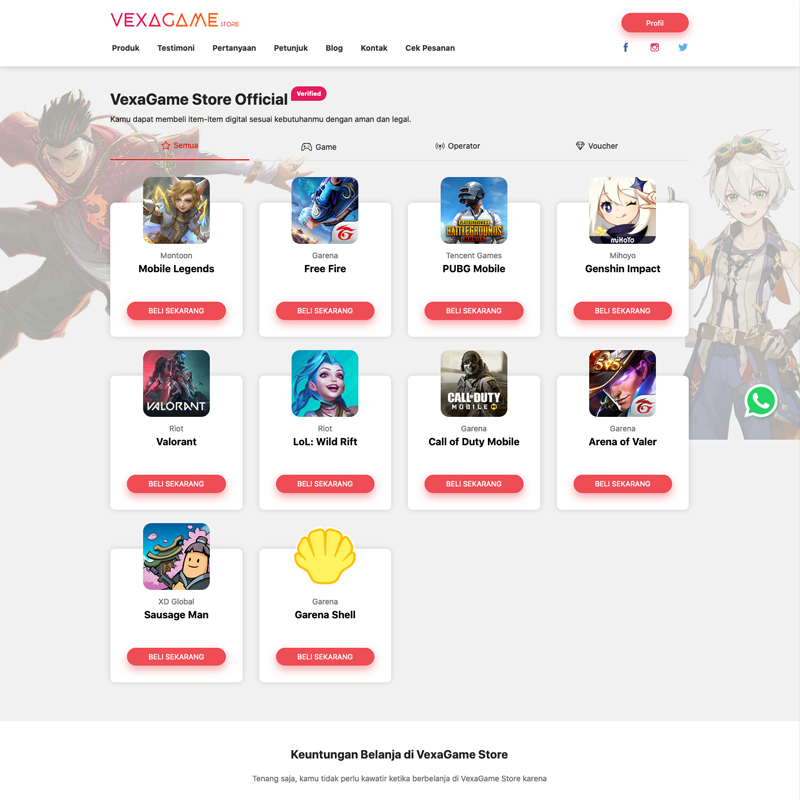 VEXAGAME STORE
Profil
Produk Testimoni Pertanyaan Petunjuk Blog Kontak Cek Pesanan
VexaGame Store Official Verified
Kamu dapat membeli item-item digital sesuai kebutuhanmu dengan aman dan legal.
Semua Game Operator Voucher
PLAYERUNKNOWN'S
BATTLEGROUNDS
MOBILE
miHoYo
Montoon Garena Tencent Games Mihoyo
Mobile Legends Free Fire PUBG Mobile Genshin Impact
BELI SEKARANG BELI SEKARANG BELI SEKARANG BELI SEKARANG
VALORANT
CALL OF DUTY
MOBILE
5V5
Riot Riot Garena Garena
Valorant LoL: Wild Rift Call of Duty Mobile Arena of Valer
BELI SEKARANG BELI SEKARANG BELI SEKARANG BELI SEKARANG
XD Global Garena
Sausage Man Garena Shell
BELI SEKARANG BELI SEKARANG
Keuntungan Belanja di VexaGame Store
Tenang saja, kamu tidak perlu kawatir ketika berbelanja di VexaGame Store karena